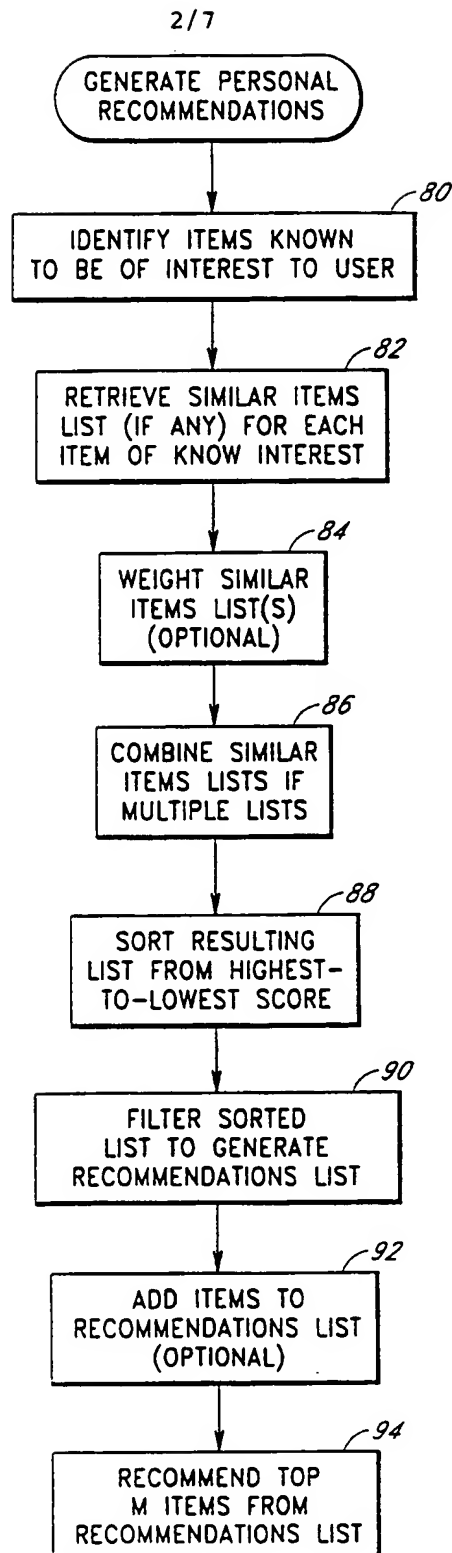 2/7
GENERATE PERSONAL
RECOMMENDATIONS
80
IDENTIFY ITEMS KNOWN
TO BE OF INTEREST TO USER
82
RETRIEVE SIMILAR ITEMS
LIST (IF ANY) FOR EACH
ITEM OF KNOW INTEREST
84
WEIGHT SIMILAR
ITEMS LIST(S)
(OPTIONAL)
86
COMBINE SIMILAR
ITEMS LISTS IF
MULTIPLE LISTS
88
SORT RESULTING
LIST FROM HIGHEST-
TO-LOWEST SCORE
90
FILTER SORTED
LIST TO GENERATE
RECOMMENDATIONS LIST
92
ADD ITEMS TO
RECOMMENDATIONS LIST
(OPTIONAL)
94
RECOMMEND TOP
M ITEMS FROM
RECOMMENDATIONS LIST